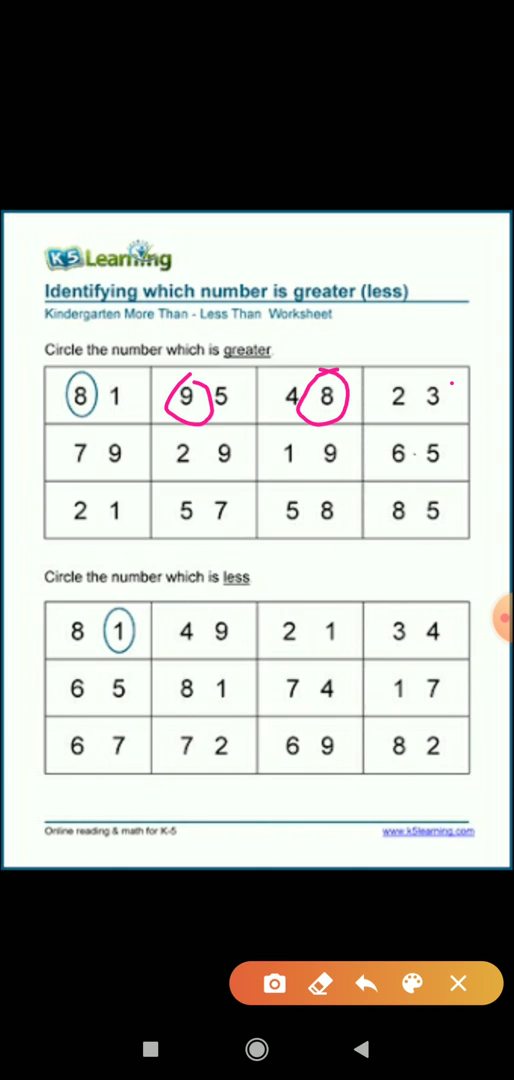 K5 Learning
Identifying which number is greater (less)
Kindergarten More Than - Less Than Worksheet
Circle the number which is greater
8 1 9 5 4 8 2 3
7 9 2 9 1 9 6 5
2 1 5 7 5 8 8 5
Circle the number which is less
8 1 4 9 2 1 3 4
6 5 8 1 7 4 1 7
6 7 7 2 6 9 8 2
Online reading & math for K-5 www.k5learning.com